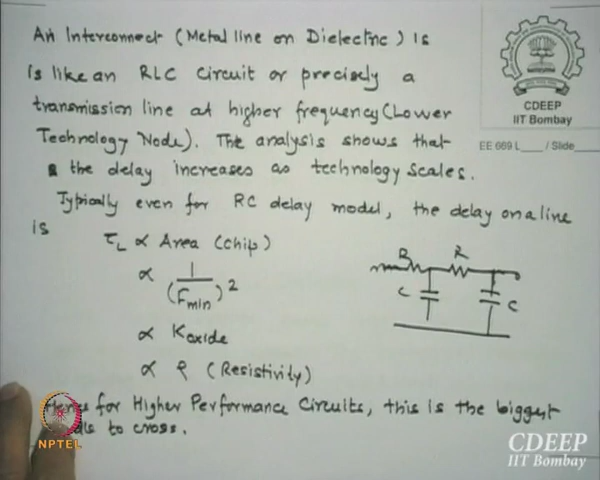 An Interconnect (Metal line on Dielectric) is
is like an RLC Circuit or precisely a
transmission line at higher frequency (Lower
Technology Node). The analysis shows that
the delay increases as technology scales.
Typically even for RC delay model, the delay on a line
is
τL ∝ Area (chip)
∝ 1/(Fmin)²
∝ Koxide
∝ ρ (Resistivity)
R R
C C
Hence for Higher Performance Circuits, this is the biggest
to cross.
CDEEP
IIT Bombay
EE 669 L____ / Slide____
NPTEL
CDEEP
IIT Bombay